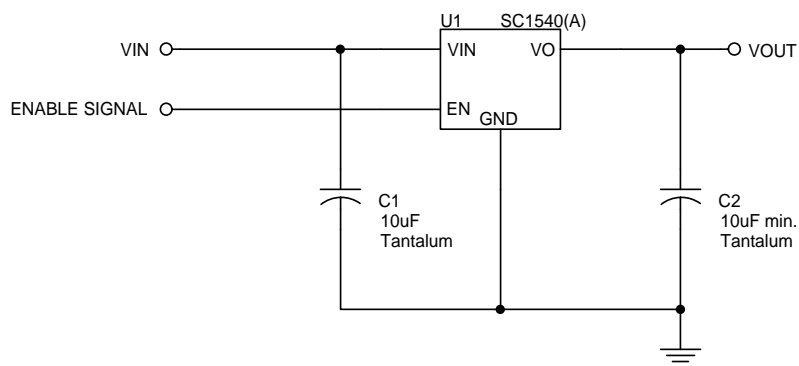 U1 SC1540(A)
VIN VIN VO VOUT
ENABLE SIGNAL EN
GND
C1
10uF
Tantalum
C2
10uF min.
Tantalum